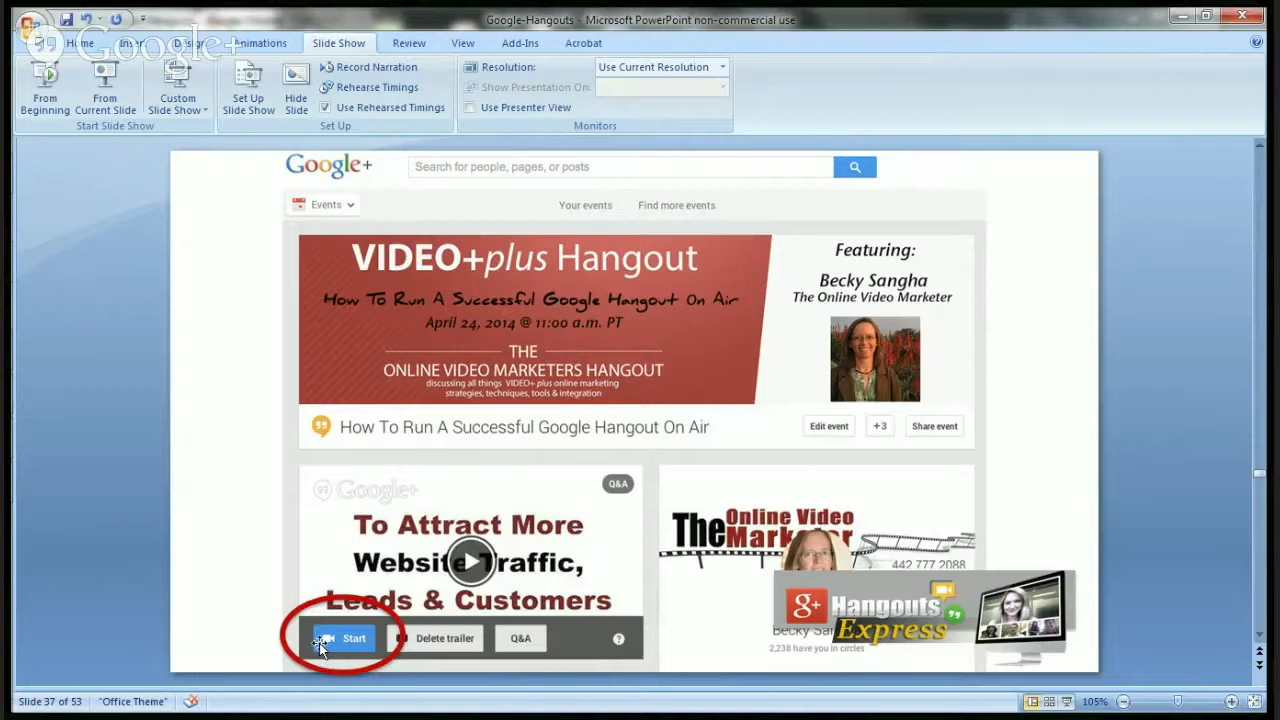 Google-Hangouts - Microsoft PowerPoint non-commercial use
Google+
Home Insert Design Animations Slide Show Review View Add-Ins Acrobat
From Beginning
From Current Slide
Custom Slide Show
Start Slide Show
Set Up Slide Show
Hide Slide
Record Narration
Rehearse Timings
Use Rehearsed Timings
Set Up
Resolution: Use Current Resolution
Show Presentation On:
Use Presenter View
Monitors
Google+ Search for people, pages, or posts
Events Your events Find more events
VIDEO+plus Hangout
How To Run A Successful Google Hangout On Air
April 24, 2014 @ 11:00 a.m. PT
THE
ONLINE VIDEO MARKETERS HANGOUT
discussing all things VIDEO+ plus online marketing
strategies, techniques, tools & integration
Featuring:
Becky Sangha
The Online Video Marketer
How To Run A Successful Google Hangout On Air Edit event +3 Share event
Google+ Q&A
To Attract More
Website Traffic,
Leads & Customers
Start Delete trailer Q&A ?
The Online Video
Marketer
442 777 2088
g+ Hangouts
Express
Becky
2,238 have you in circles
Slide 37 of 53 "Office Theme" 105%